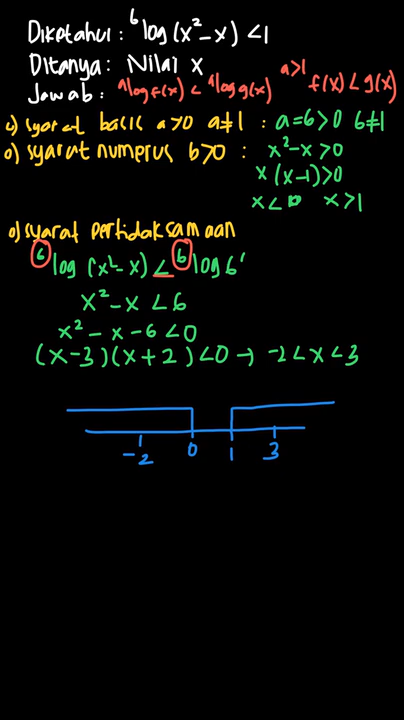 Diketahui : ⁶log(x²-x) <1
Ditanya: Nilai x
Jawab : ᵃlog f(x) < ᵃlog g(x) a>1 f(x) < g(x)
o) syarat basis a>0 a≠1 : a=6>0 6≠1
o) syarat numerus b>0 : x²-x>0
x(x-1)>0
x<0 x>1
o) syarat pertidaksamaan
⁶log(x²-x) < ⁶log 6¹
x²-x<6
x²-x-6<0
(x-3)(x+2)<0 → -2<x<3
-2 0 1 3